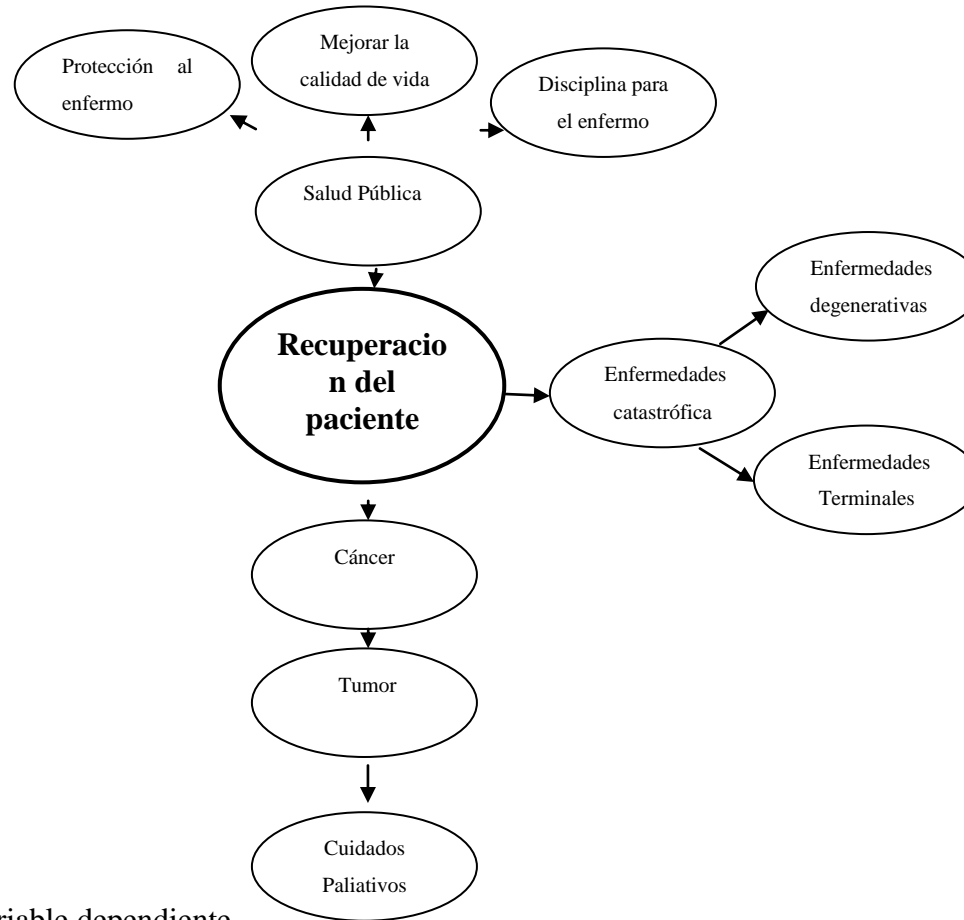 Mejorar la
calidad de vida
Protección al
enfermo
Disciplina para
el enfermo
Salud Pública
Enfermedades
degenerativas
Recuperacio
n del
paciente
Enfermedades
catastrófica
Enfermedades
Terminales
Cáncer
Tumor
Cuidados
Paliativos
riable dependiente